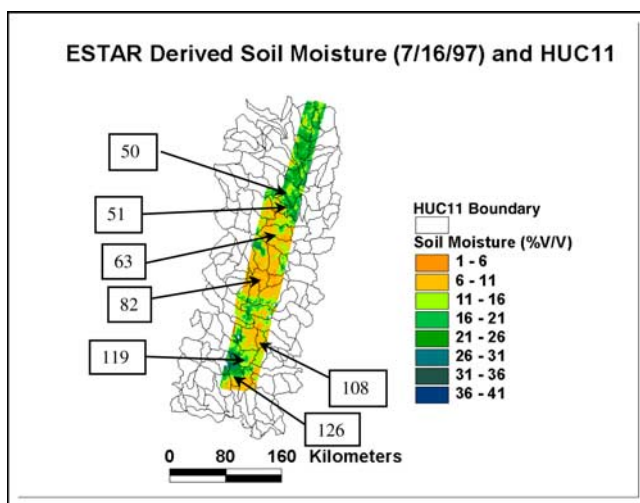 ESTAR Derived Soil Moisture (7/16/97) and HUC11
50
51
63
82
119
108
126
HUC11 Boundary
Soil Moisture (%V/V)
1 - 6
6 - 11
11 - 16
16 - 21
21 - 26
26 - 31
31 - 36
36 - 41
0 80 160 Kilometers